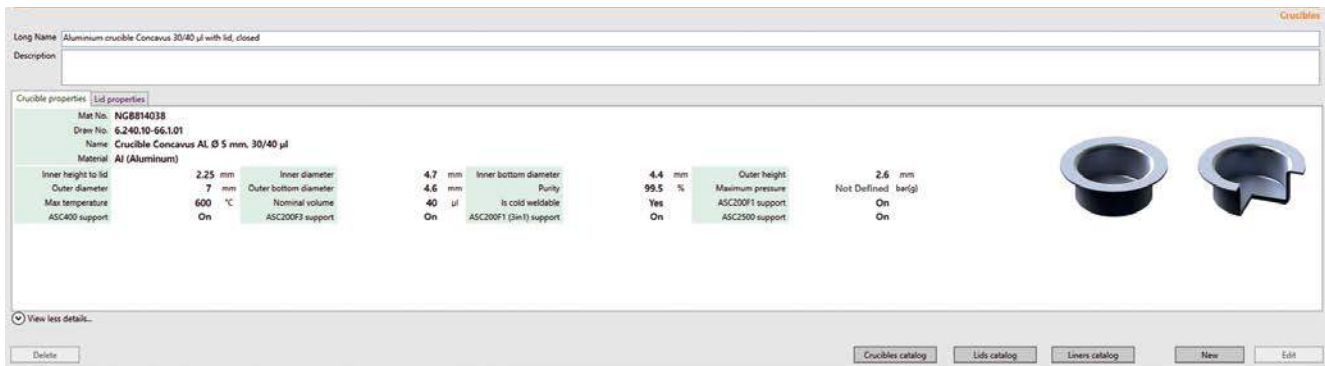 Crucibles
Long Name Aluminium crucible Concavus 30/40 µl with lid, closed
Description
Crucible properties Lid properties
Mat No. NGB814038
Draw No. 6.240.10-66.1.01
Name Crucible Concavus Al, Ø 5 mm, 30/40 µl
Material Al (Aluminum)
Inner height to lid 2.25 mm Inner diameter 4.7 mm Inner bottom diameter 4.4 mm Outer height 2.6 mm
Outer diameter 7 mm Outer bottom diameter 4.6 mm Purity 99.5 % Maximum pressure Not Defined bar(g)
Max temperature 600 °C Nominal volume 40 µl Is cold weldable Yes ASC200F1 support On
ASC400 support On ASC200F3 support On ASC200F1 (3in1) support On ASC2500 support On
View less details...
Delete Crucibles catalog Lids catalog Liners catalog New Edit